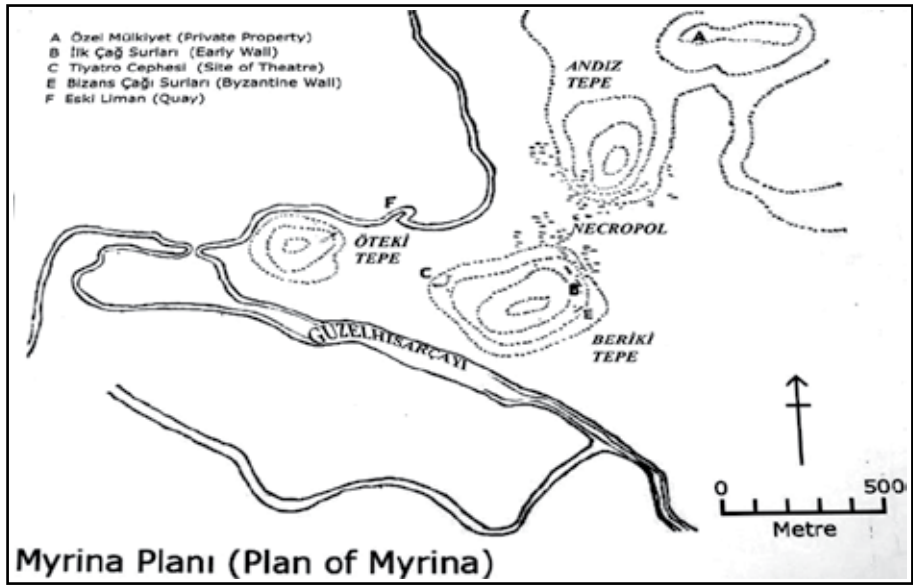 A Özel Mülkiyet (Private Property)
B İlk Çağ Surları (Early Wall)
C Tiyatro Cephesi (Site of Theatre)
E Bizans Çağı Surları (Byzantine Wall)
F Eski Liman (Quay)
A
ANDIZ
TEPE
F
NECROPOL
ÖTEKİ
TEPE
C
B
E
GÜZELHİSARÇAYI
BERİKİ
TEPE
0 500
Metre
Myrina Planı (Plan of Myrina)